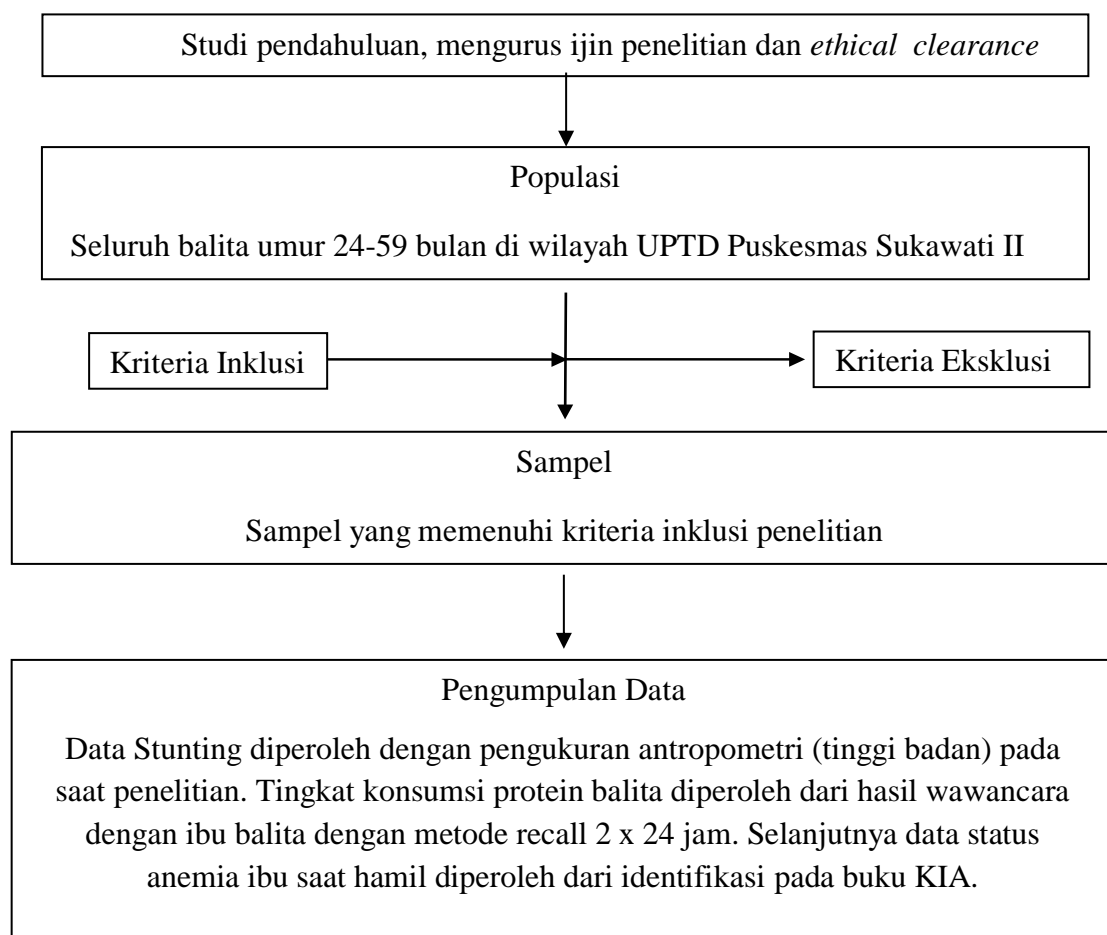 Studi pendahuluan, mengurus ijin penelitian dan ethical clearance
Populasi
Seluruh balita umur 24-59 bulan di wilayah UPTD Puskesmas Sukawati II
Kriteria Inklusi
Kriteria Eksklusi
Sampel
Sampel yang memenuhi kriteria inklusi penelitian
Pengumpulan Data
Data Stunting diperoleh dengan pengukuran antropometri (tinggi badan) pada
saat penelitian. Tingkat konsumsi protein balita diperoleh dari hasil wawancara
dengan ibu balita dengan metode recall 2 x 24 jam. Selanjutnya data status
anemia ibu saat hamil diperoleh dari identifikasi pada buku KIA.